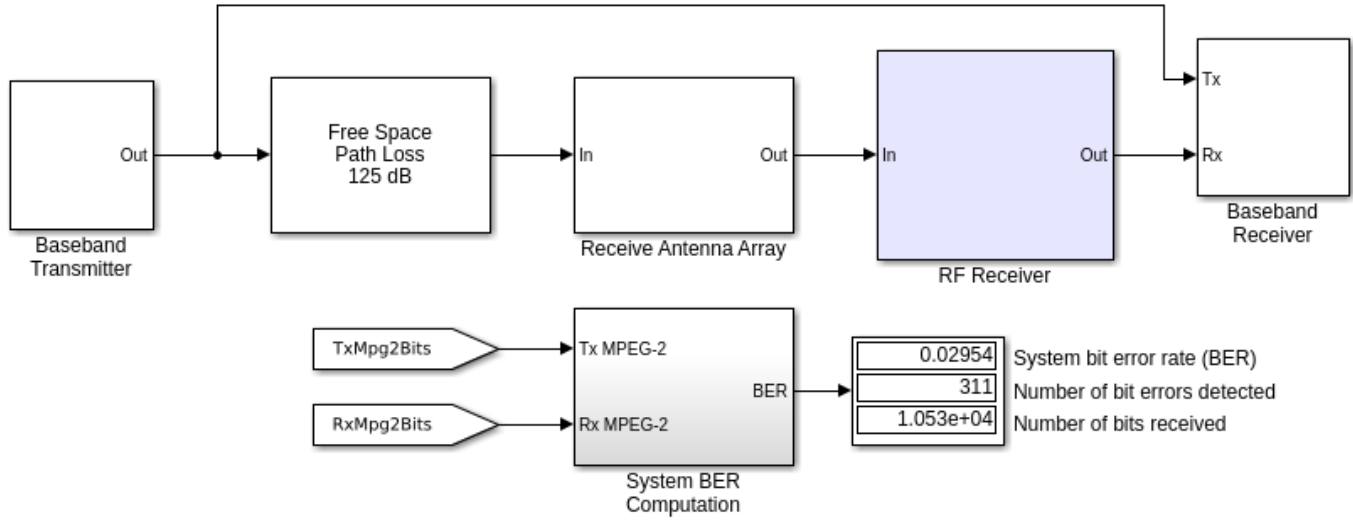 Out
Baseband
Transmitter
Free Space
Path Loss
125 dB
In
Out
Receive Antenna Array
In
Out
RF Receiver
Tx
Rx
Baseband
Receiver
TxMpg2Bits
RxMpg2Bits
Tx MPEG-2
Rx MPEG-2
BER
System BER
Computation
0.02954 System bit error rate (BER)
311 Number of bit errors detected
1.053e+04 Number of bits received